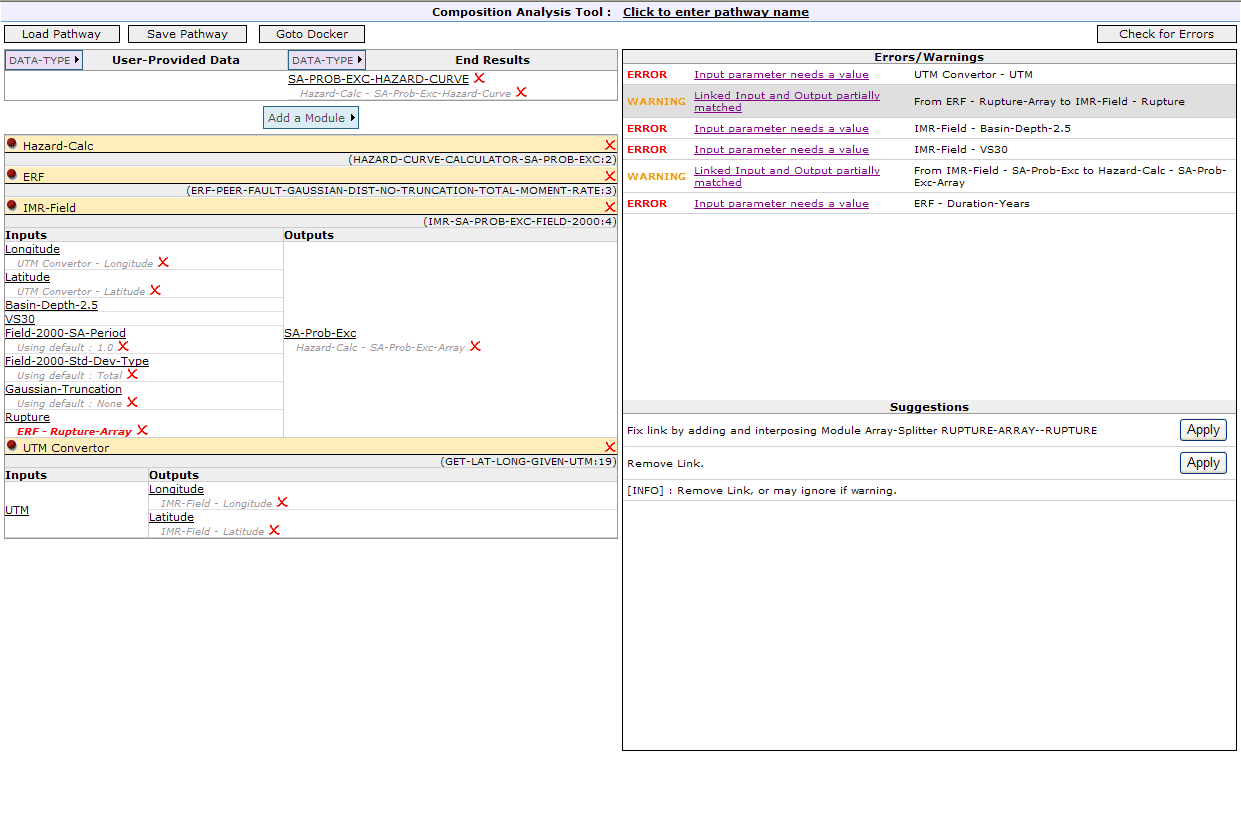 Composition Analysis Tool : Click to enter pathway name
Load Pathway Save Pathway Goto Docker Check for Errors
DATA-TYPE User-Provided Data DATA-TYPE End Results
SA-PROB-EXC-HAZARD-CURVE
Hazard-Calc - SA-Prob-Exc-Hazard-Curve
Add a Module
Hazard-Calc
(HAZARD-CURVE-CALCULATOR-SA-PROB-EXC:2)
ERF
(ERF-PEER-FAULT-GAUSSIAN-DIST-NO-TRUNCATION-TOTAL-MOMENT-RATE:3)
IMR-Field
(IMR-SA-PROB-EXC-FIELD-2000:4)
Inputs Outputs
Longitude
UTM Convertor - Longitude
Latitude
UTM Convertor - Latitude
Basin-Depth-2.5
VS30
Field-2000-SA-Period
Using default : 1.0
Field-2000-Std-Dev-Type
Using default : Total
Gaussian-Truncation
Using default : None
Rupture
ERF - Rupture-Array
SA-Prob-Exc
Hazard-Calc - SA-Prob-Exc-Array
UTM Convertor
(GET-LAT-LONG-GIVEN-UTM:19)
Inputs Outputs
UTM
Longitude
IMR-Field - Longitude
Latitude
IMR-Field - Latitude
Errors/Warnings
ERROR Input parameter needs a value UTM Convertor - UTM
WARNING Linked Input and Output partially
matched From ERF - Rupture-Array to IMR-Field - Rupture
ERROR Input parameter needs a value IMR-Field - Basin-Depth-2.5
ERROR Input parameter needs a value IMR-Field - VS30
WARNING Linked Input and Output partially From IMR-Field - SA-Prob-Exc to Hazard-Calc - SA-Prob-
matched Exc-Array
ERROR Input parameter needs a value ERF - Duration-Years
Suggestions
Fix link by adding and interposing Module Array-Splitter RUPTURE-ARRAY--RUPTURE Apply
Remove Link. Apply
[INFO] : Remove Link, or may ignore if warning.